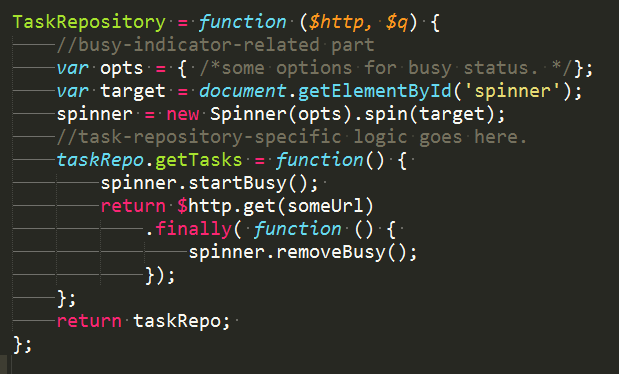 TaskRepository = function ($http, $q) {
//busy-indicator-related part
var opts = { /*some options for busy status. */};
var target = document.getElementById('spinner');
spinner = new Spinner(opts).spin(target);
//task-repository-specific logic goes here.
taskRepo.getTasks = function() {
spinner.startBusy();
return $http.get(someUrl)
.finally( function () {
spinner.removeBusy();
});
};
return taskRepo;
};